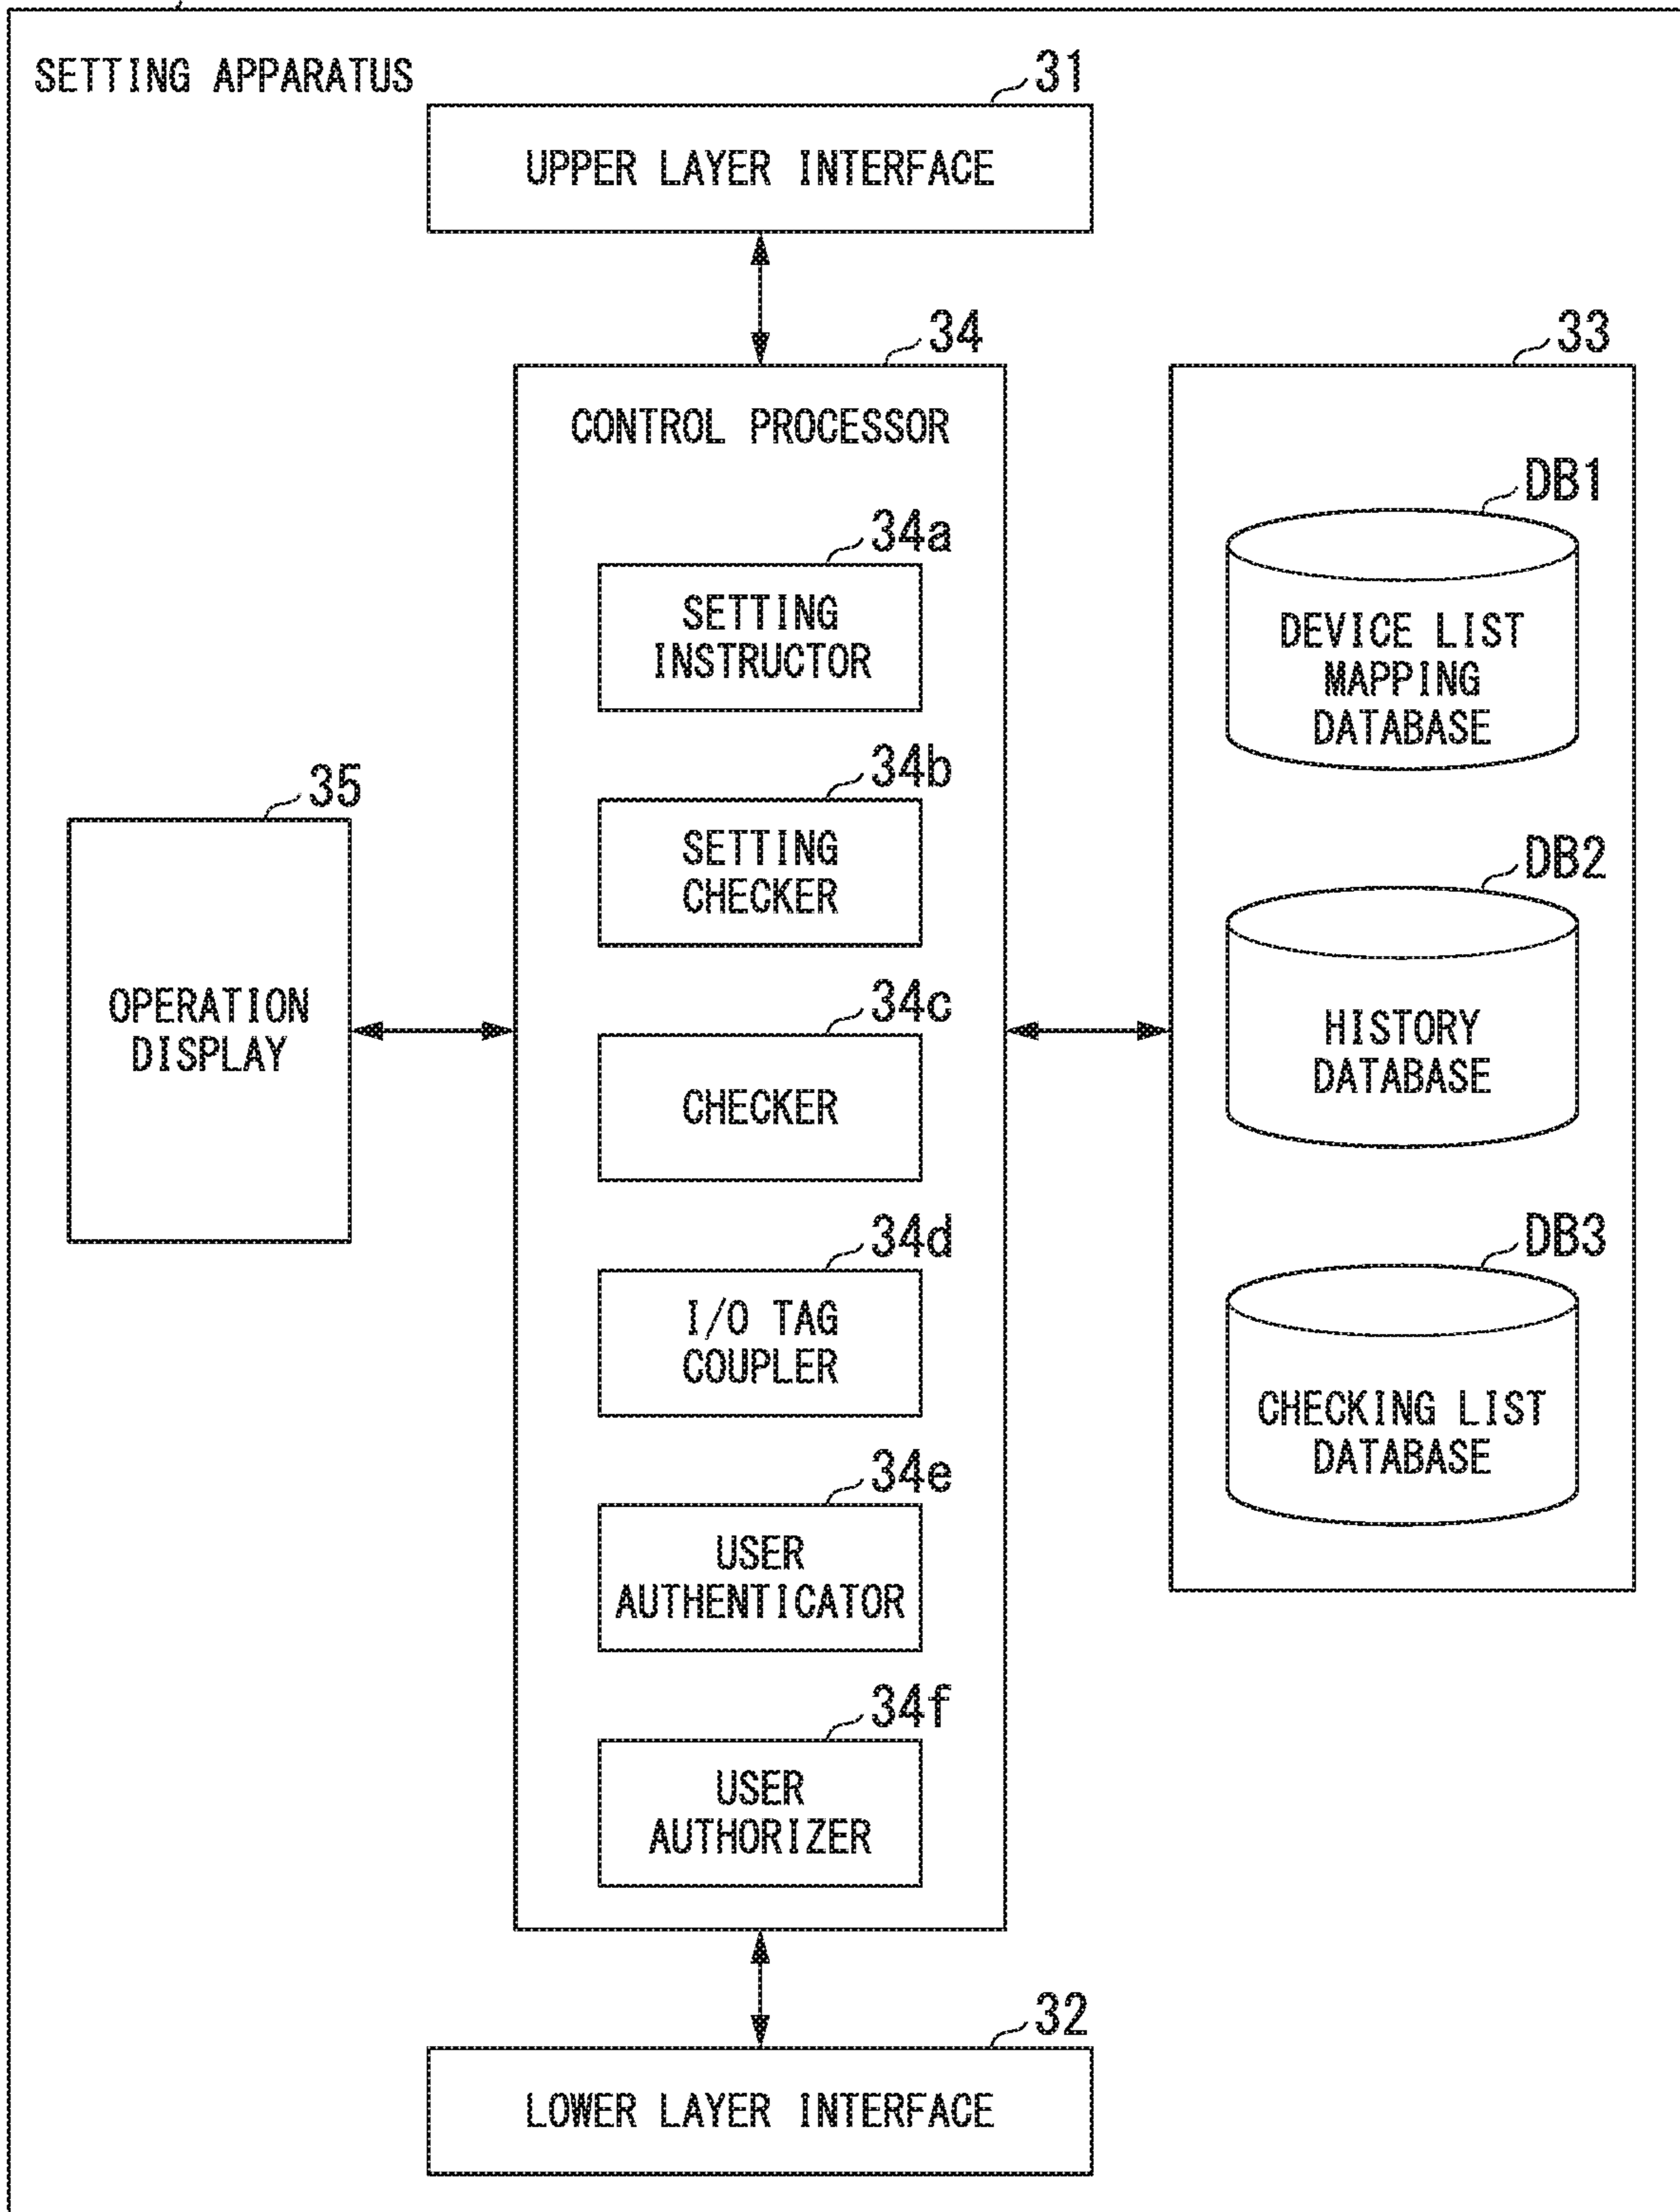 SETTING APPARATUS
31
UPPER LAYER INTERFACE
34
CONTROL PROCESSOR
34a
SETTING
INSTRUCTOR
34b
SETTING
CHECKER
34c
CHECKER
34d
I/O TAG
COUPLER
34e
USER
AUTHENTICATOR
34f
USER
AUTHORIZER
33
DB1
DEVICE LIST
MAPPING
DATABASE
DB2
HISTORY
DATABASE
DB3
CHECKING LIST
DATABASE
35
OPERATION
DISPLAY
32
LOWER LAYER INTERFACE